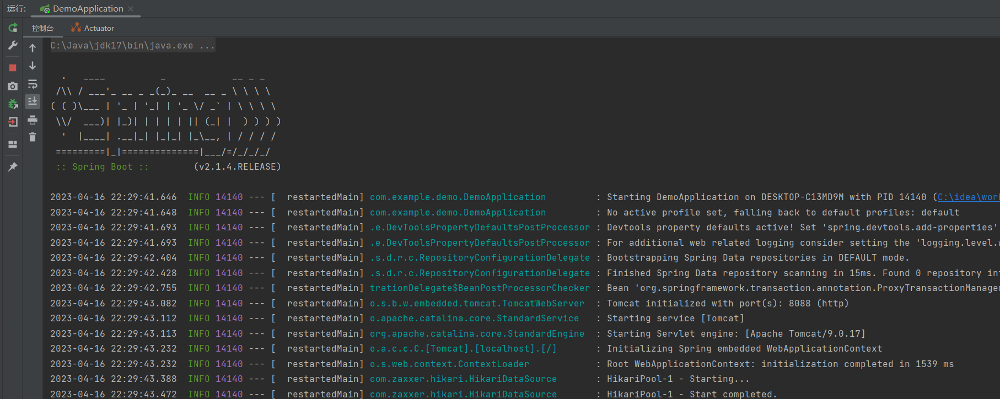 运行: DemoApplication
控制台 Actuator
C:\Java\jdk17\bin\java.exe ...
  .   ____          _            __ _ _
 /\\ / ___'_ __ _ _(_)_ __  __ _ \ \ \ \
( ( )\___ | '_ | '_| | '_ \/ _` | \ \ \ \
 \\/  ___)| |_)| | | | | || (_| |  ) ) ) )
  '  |____| .__|_| |_|_| |_\__, | / / / /
 =========|_|==============|___/=/_/_/_/
 :: Spring Boot ::        (v2.1.4.RELEASE)
2023-04-16 22:29:41.646  INFO 14140 --- [  restartedMain] com.example.demo.DemoApplication         : Starting DemoApplication on DESKTOP-C13MD9M with PID 14140 (C:\idea\wor
2023-04-16 22:29:41.648  INFO 14140 --- [  restartedMain] com.example.demo.DemoApplication         : No active profile set, falling back to default profiles: default
2023-04-16 22:29:41.693  INFO 14140 --- [  restartedMain] .e.DevToolsPropertyDefaultsPostProcessor : Devtools property defaults active! Set 'spring.devtools.add-properties'
2023-04-16 22:29:41.693  INFO 14140 --- [  restartedMain] .e.DevToolsPropertyDefaultsPostProcessor : For additional web related logging consider setting the 'logging.level.w
2023-04-16 22:29:42.404  INFO 14140 --- [  restartedMain] .s.d.r.c.RepositoryConfigurationDelegate : Bootstrapping Spring Data repositories in DEFAULT mode.
2023-04-16 22:29:42.428  INFO 14140 --- [  restartedMain] .s.d.r.c.RepositoryConfigurationDelegate : Finished Spring Data repository scanning in 15ms. Found 0 repository in
2023-04-16 22:29:42.755  INFO 14140 --- [  restartedMain] trationDelegate$BeanPostProcessorChecker : Bean 'org.springframework.transaction.annotation.ProxyTransactionManage
2023-04-16 22:29:43.082  INFO 14140 --- [  restartedMain] o.s.b.w.embedded.tomcat.TomcatWebServer  : Tomcat initialized with port(s): 8088 (http)
2023-04-16 22:29:43.112  INFO 14140 --- [  restartedMain] o.apache.catalina.core.StandardService   : Starting service [Tomcat]
2023-04-16 22:29:43.113  INFO 14140 --- [  restartedMain] org.apache.catalina.core.StandardEngine  : Starting Servlet engine: [Apache Tomcat/9.0.17]
2023-04-16 22:29:43.232  INFO 14140 --- [  restartedMain] o.a.c.c.C.[Tomcat].[localhost].[/]       : Initializing Spring embedded WebApplicationContext
2023-04-16 22:29:43.232  INFO 14140 --- [  restartedMain] o.s.web.context.ContextLoader            : Root WebApplicationContext: initialization completed in 1539 ms
2023-04-16 22:29:43.388  INFO 14140 --- [  restartedMain] com.zaxxer.hikari.HikariDataSource       : HikariPool-1 - Starting...
2023-04-16 22:29:43.472  INFO 14140 --- [  restartedMain] com.zaxxer.hikari.HikariDataSource       : HikariPool-1 - Start completed.